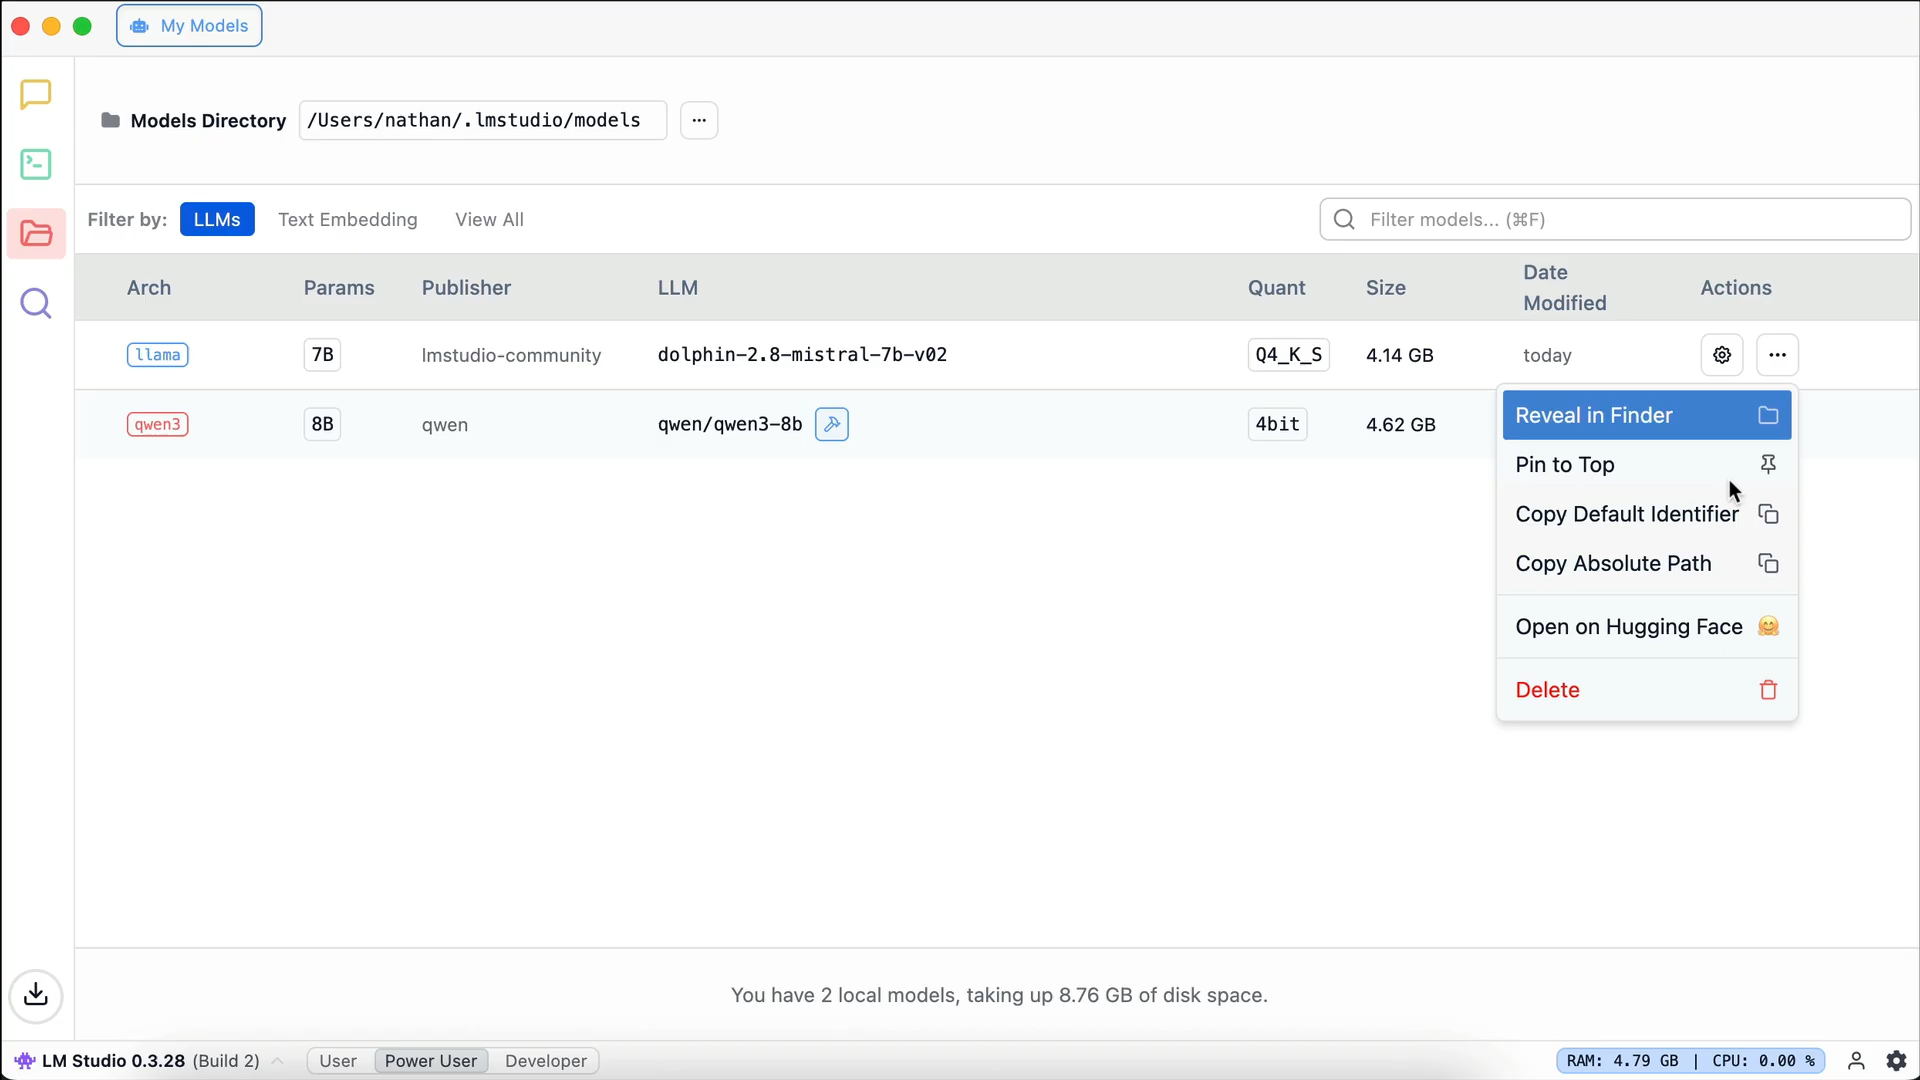 My Models
Models Directory /Users/nathan/.lmstudio/models ...
Filter by: LLMs Text Embedding View All Filter models... (⌘F)
Arch Params Publisher LLM Quant Size Date Modified Actions
llama 7B lmstudio-community dolphin-2.8-mistral-7b-v02 Q4_K_S 4.14 GB today ...
qwen3 8B qwen qwen/qwen3-8b 4bit 4.62 GB
Reveal in Finder
Pin to Top
Copy Default Identifier
Copy Absolute Path
Open on Hugging Face
Delete
You have 2 local models, taking up 8.76 GB of disk space.
LM Studio 0.3.28 (Build 2) User Power User Developer RAM: 4.79 GB | CPU: 0.00 %